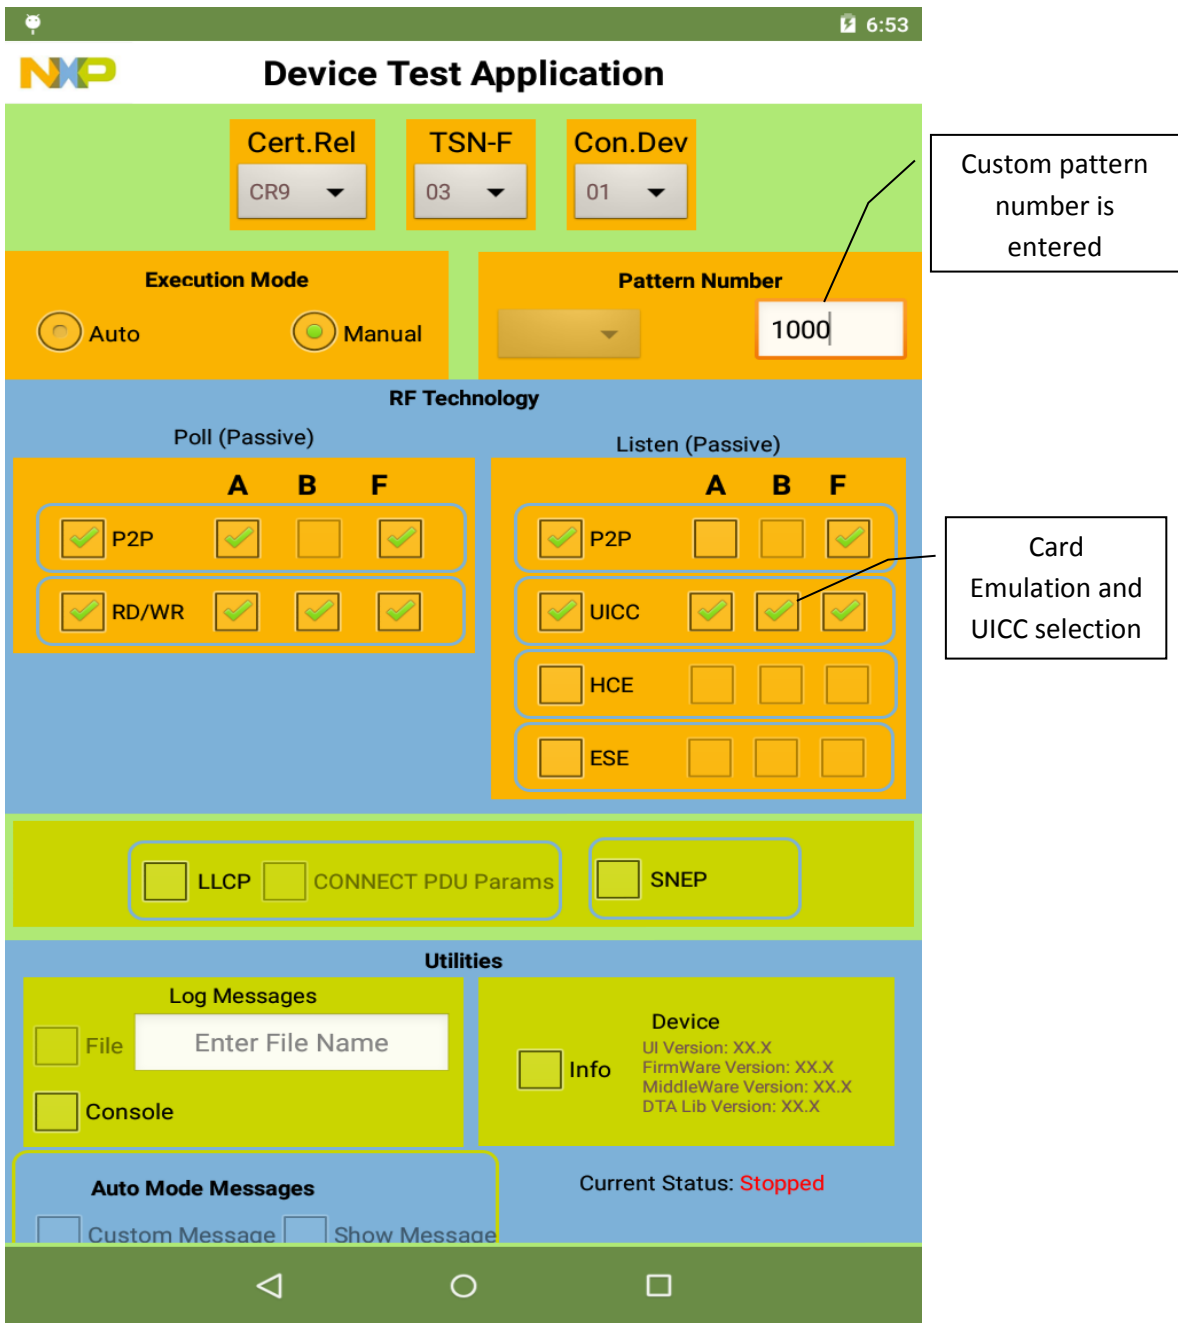 6:53
NXP
Device Test Application
Cert.Rel
TSN-F
Con.Dev
CR9
03
01
Custom pattern
number is
entered
Execution Mode
Auto
Manual
Pattern Number
1000
RF Technology
Poll (Passive)
A B F
P2P
RD/WR
Listen (Passive)
A B F
P2P
UICC
HCE
ESE
Card
Emulation and
UICC selection
LLCP
CONNECT PDU Params
SNEP
Utilities
Log Messages
File
Enter File Name
Console
Device
Info
UI Version: XX.X
FirmWare Version: XX.X
MiddleWare Version: XX.X
DTA Lib Version: XX.X
Auto Mode Messages
Custom Message
Show Message
Current Status: Stopped